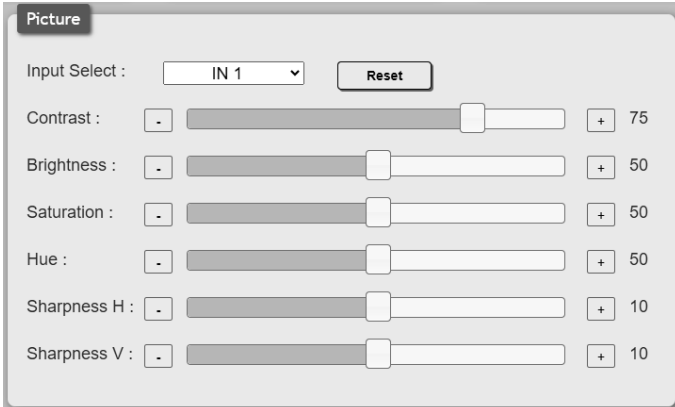 Picture
Input Select : IN 1 Reset
Contrast : - + 75
Brightness : - + 50
Saturation : - + 50
Hue : - + 50
Sharpness H : - + 10
Sharpness V : - + 10